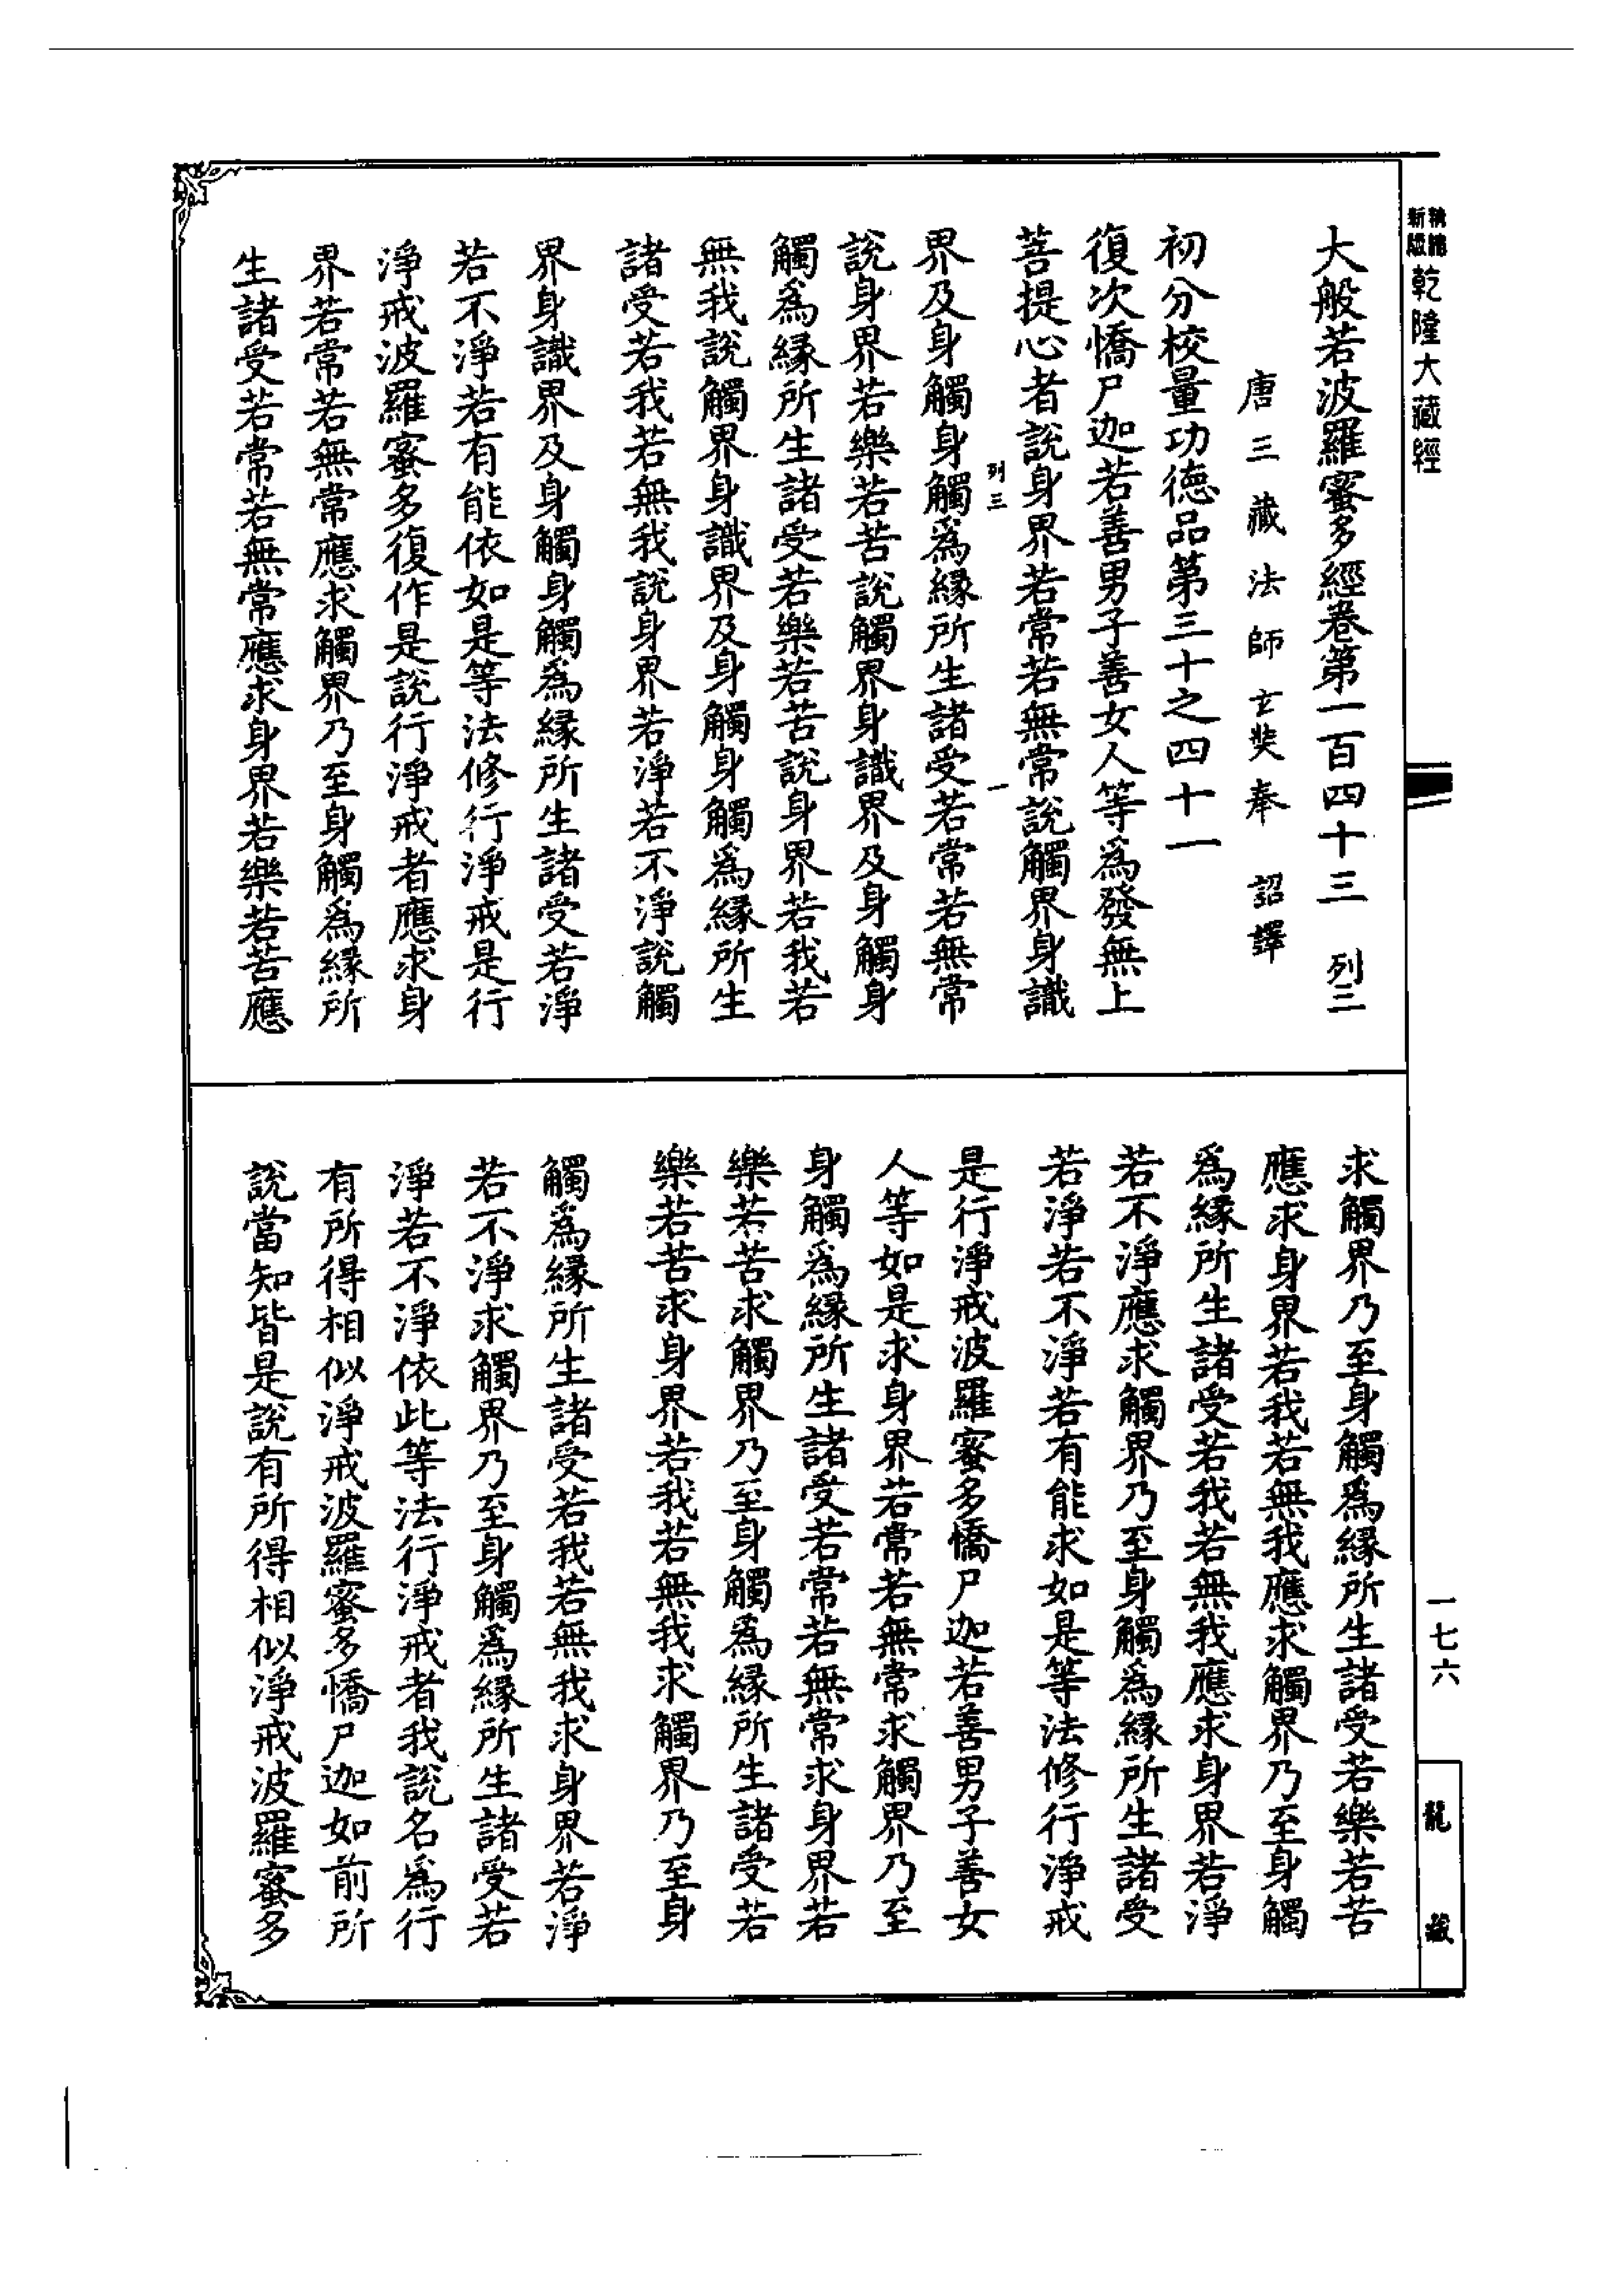 大般若波羅蜜多經卷第一百四十三　列三
唐三藏法師玄奘奉　詔譯
初分校量功德品第三十之四十一
復次憍尸迦若善男子善女人等為發無上
菩提心者說身界若常若無常說觸界身識
列三　一
界及身觸身觸為緣所生諸受若常若無常
說身界若樂若苦說觸界身識界及身觸身
觸為緣所生諸受若樂若苦說身界若我若
無我說觸界身識界及身觸身觸為緣所生
諸受若我若無我說身界若淨若不淨說觸
界身識界及身觸身觸為緣所生諸受若淨
若不淨若有能依如是等法修行淨戒是行
淨戒波羅蜜多復作是說行淨戒者應求身
界若常若無常應求觸界乃至身觸為緣所
生諸受若常若無常應求身界若樂若苦應
求觸界乃至身觸為緣所生諸受若樂若苦
應求身界若我若無我應求觸界乃至身觸
為緣所生諸受若我若無我應求身界若淨
若不淨應求觸界乃至身觸為緣所生諸受
若淨若不淨若有能求如是等法修行淨戒
是行淨戒波羅蜜多憍尸迦若善男子善女
人等如是求身界若常若無常求觸界乃至
身觸為緣所生諸受若常若無常求身界若
樂若苦求觸界乃至身觸為緣所生諸受若
樂若苦求身界若我若無我求觸界乃至身
觸為緣所生諸受若我若無我求身界若淨
若不淨求觸界乃至身觸為緣所生諸受若
淨若不淨依此等法行淨戒者我說名為行
有所得相似淨戒波羅蜜多憍尸迦如前所
說當知皆是說有所得相似淨戒波羅蜜多
新版
乾隆大藏經
一七六
龍藏